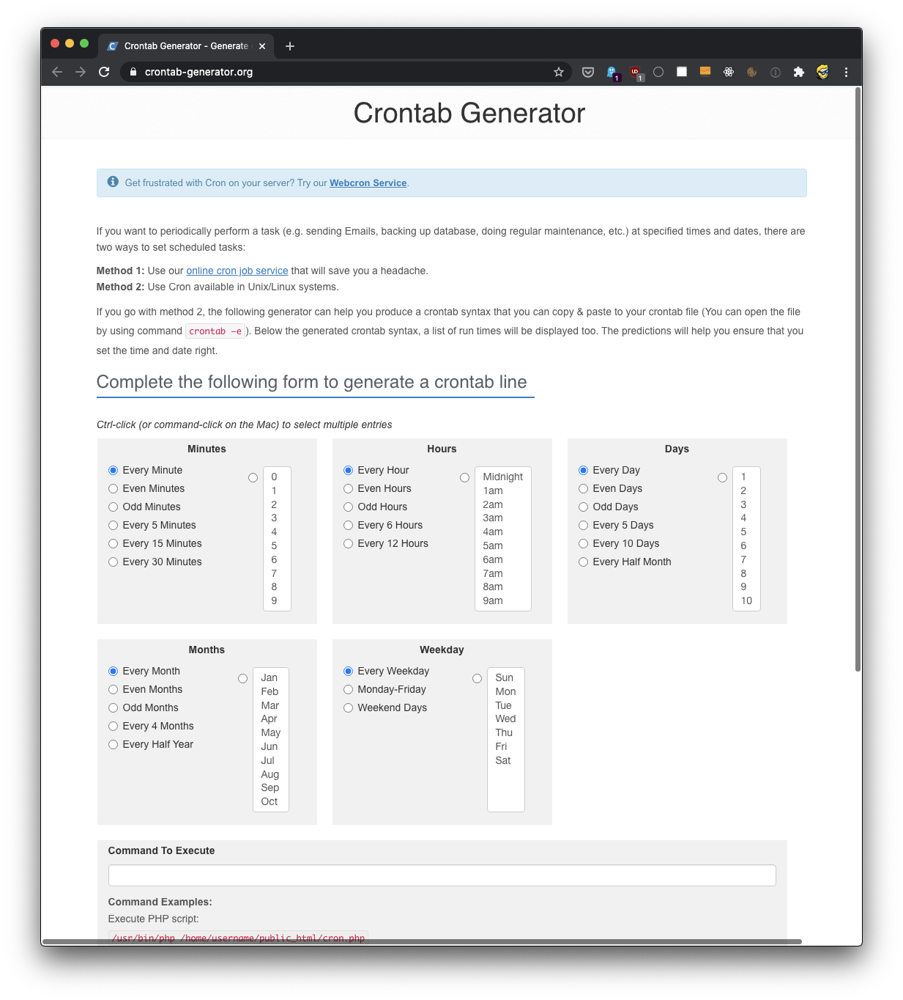 Crontab Generator - Generate
crontab-generator.org
1
1
Crontab Generator
Get frustrated with Cron on your server? Try our Webcron Service.
If you want to periodically perform a task (e.g. sending Emails, backing up database, doing regular maintenance, etc.) at specified times and dates, there are
two ways to set scheduled tasks:
Method 1: Use our online cron job service that will save you a headache.
Method 2: Use Cron available in Unix/Linux systems.
If you go with method 2, the following generator can help you produce a crontab syntax that you can copy & paste to your crontab file (You can open the file
by using command crontab -e). Below the generated crontab syntax, a list of run times will be displayed too. The predictions will help you ensure that you
set the time and date right.
Complete the following form to generate a crontab line
Ctrl-click (or command-click on the Mac) to select multiple entries
Minutes
Every Minute
Even Minutes
Odd Minutes
Every 5 Minutes
Every 15 Minutes
Every 30 Minutes
0
1
2
3
4
5
6
7
8
9
Hours
Every Hour
Even Hours
Odd Hours
Every 6 Hours
Every 12 Hours
Midnight
1am
2am
3am
4am
5am
6am
7am
8am
9am
Days
Every Day
Even Days
Odd Days
Every 5 Days
Every 10 Days
Every Half Month
1
2
3
4
5
6
7
8
9
10
Months
Every Month
Even Months
Odd Months
Every 4 Months
Every Half Year
Jan
Feb
Mar
Apr
May
Jun
Jul
Aug
Sep
Oct
Weekday
Every Weekday
Monday-Friday
Weekend Days
Sun
Mon
Tue
Wed
Thu
Fri
Sat
Command To Execute
Command Examples:
Execute PHP script:
/usr/bin/php /home/username/public_html/cron.php